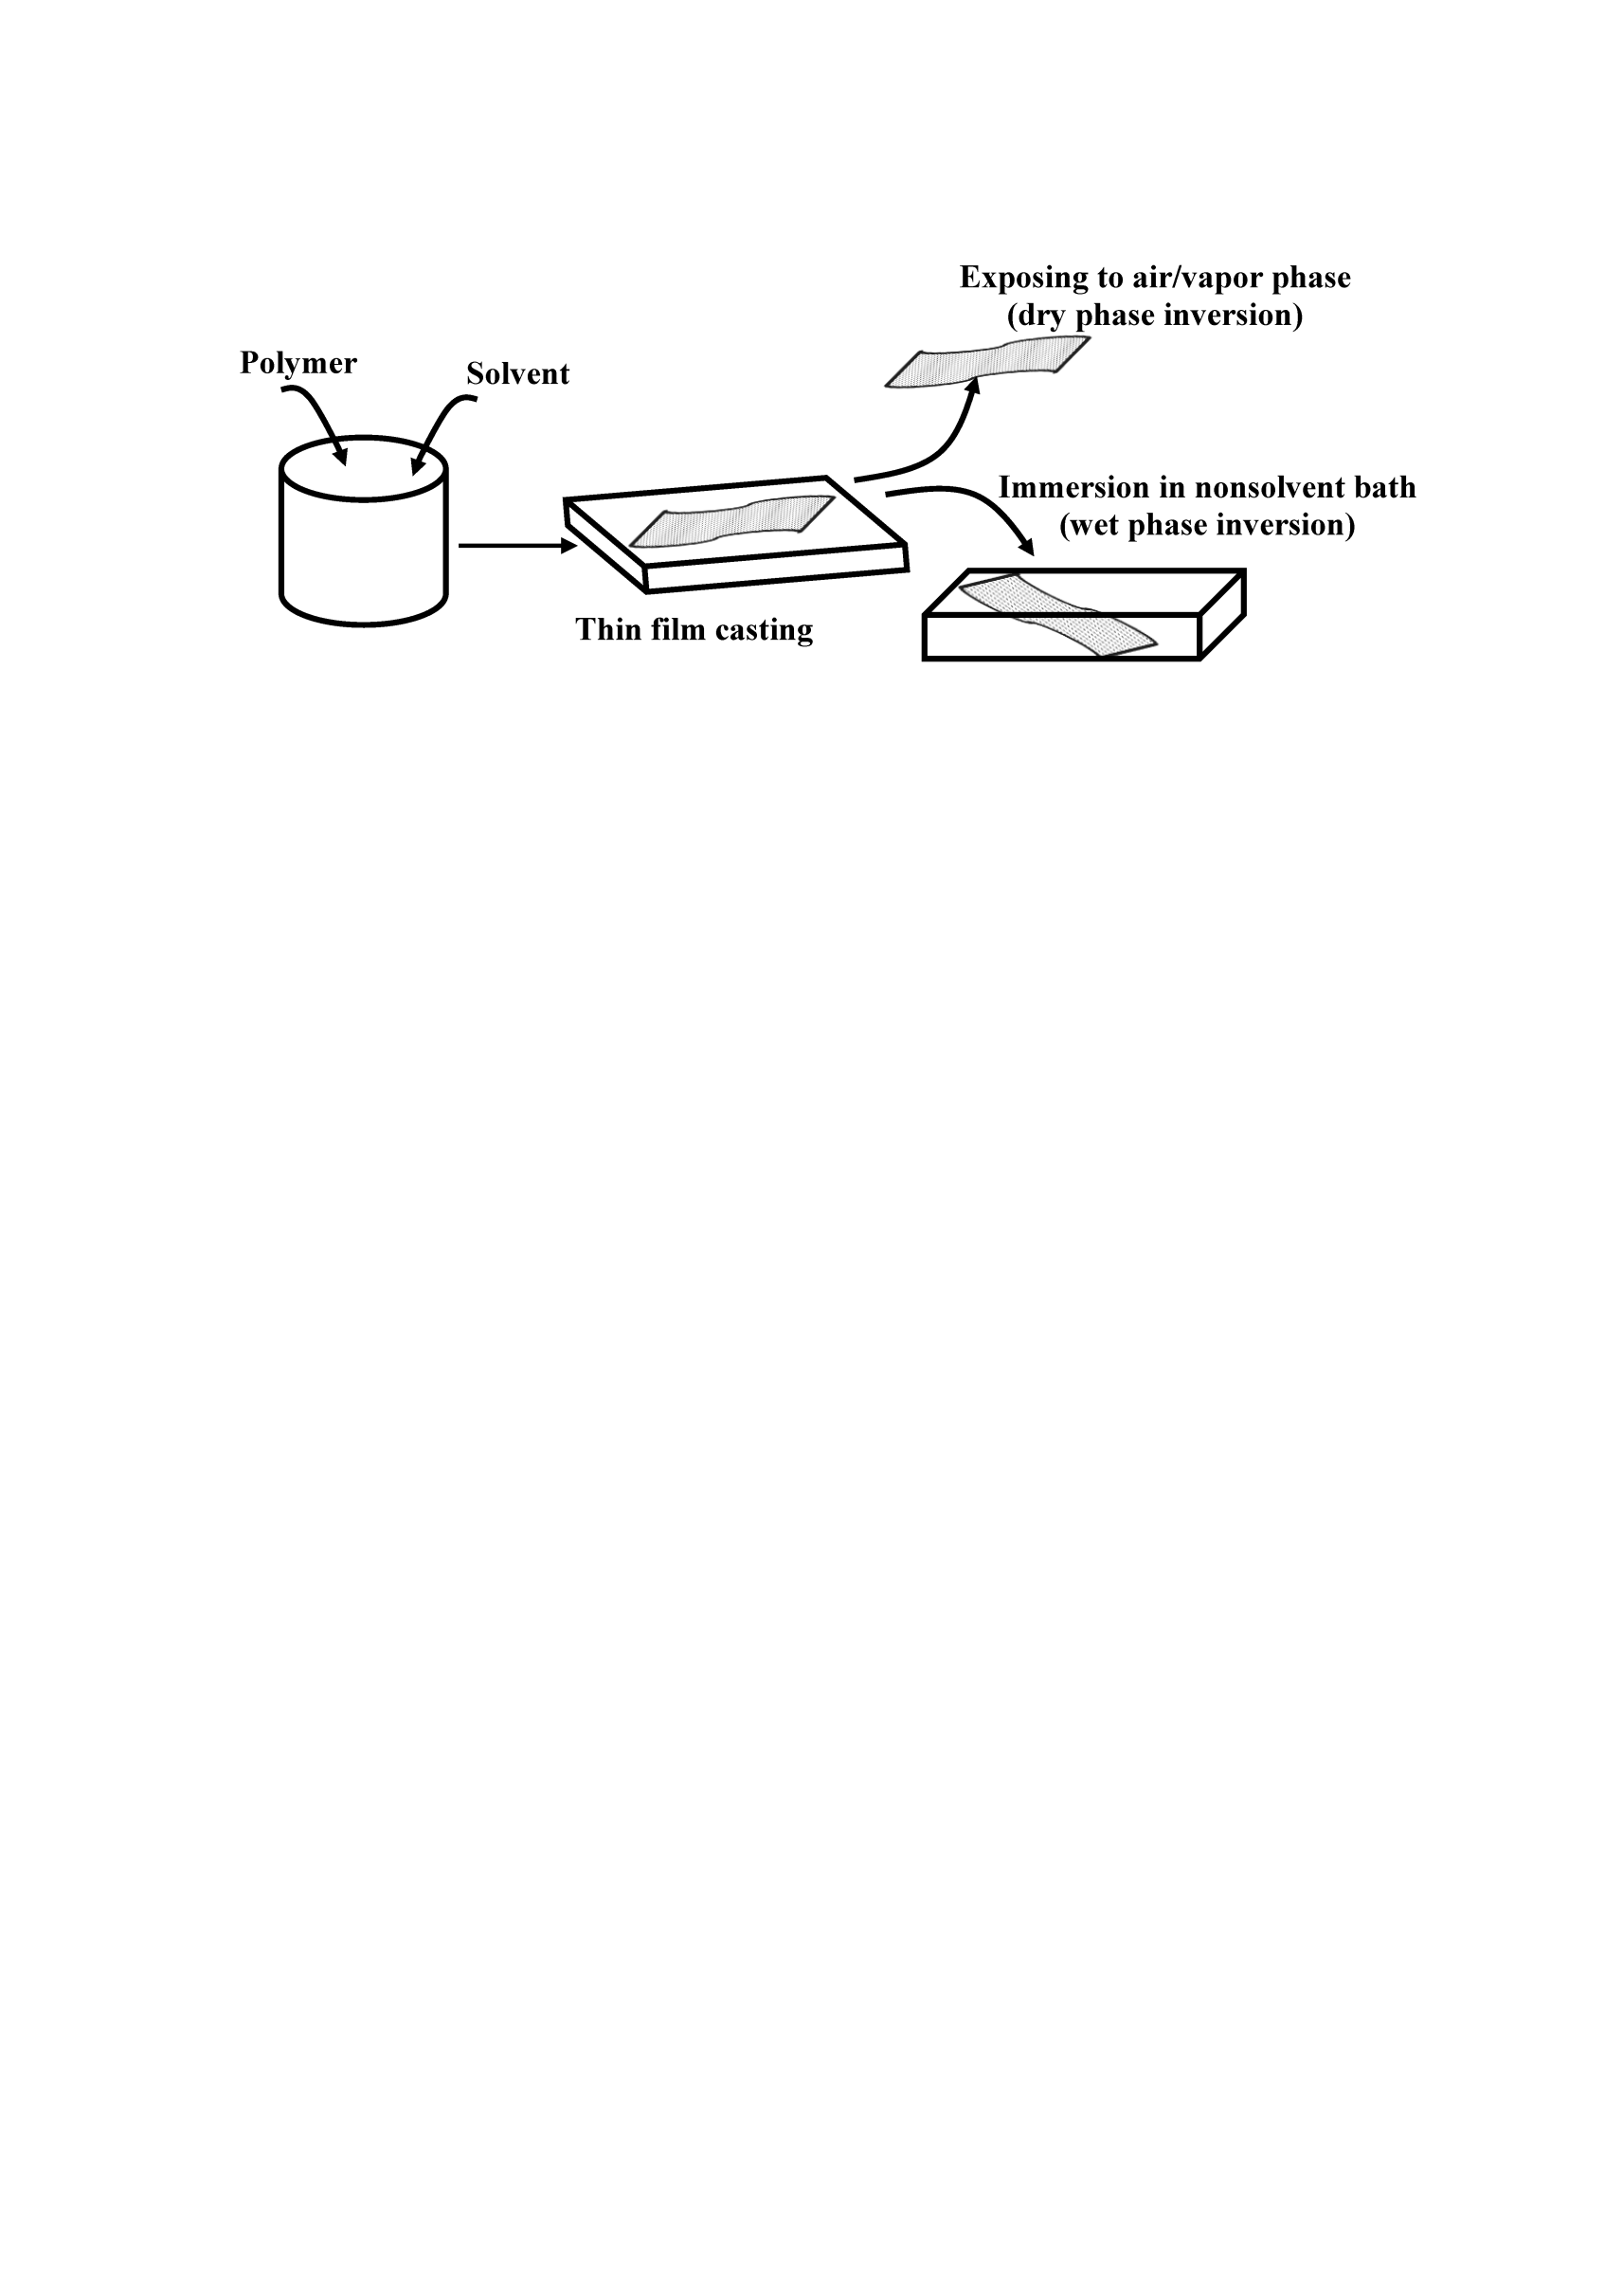 Polymer
Solvent
Thin film casting
Exposing to air/vapor phase
(dry phase inversion)
Immersion in nonsolvent bath
(wet phase inversion)